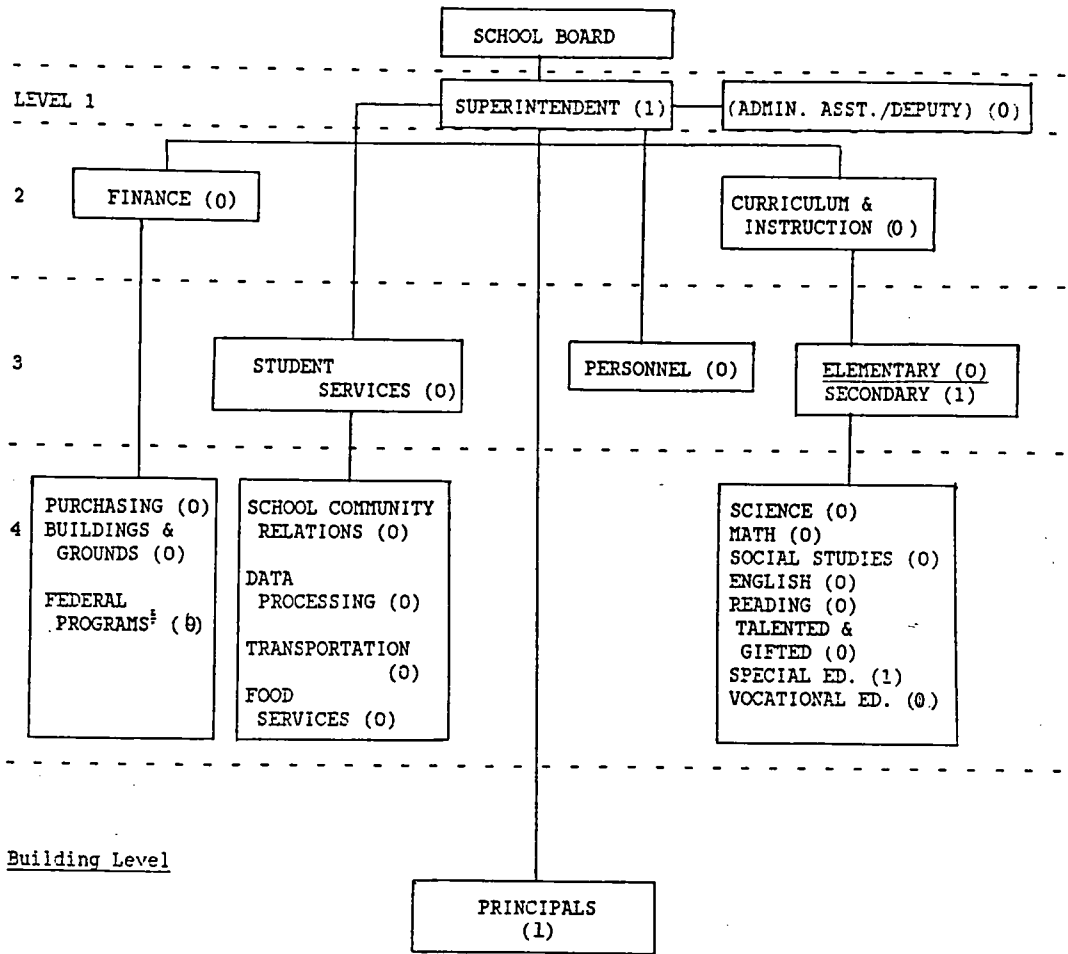 SCHOOL BOARD
LEVEL 1
SUPERINTENDENT (1)
(ADMIN. ASST./DEPUTY) (0)
2
FINANCE (0)
CURRICULUM &
INSTRUCTION (0)
3
STUDENT
SERVICES (0)
PERSONNEL (0)
ELEMENTARY (0)
SECONDARY (1)
4
PURCHASING (0)
BUILDINGS &
GROUNDS (0)
FEDERAL
PROGRAMS (0)
SCHOOL COMMUNITY
RELATIONS (0)
DATA
PROCESSING (0)
TRANSPORTATION
(0)
FOOD
SERVICES (0)
SCIENCE (0)
MATH (0)
SOCIAL STUDIES (0)
ENGLISH (0)
READING (0)
TALENTED &
GIFTED (0)
SPECIAL ED. (1)
VOCATIONAL ED. (0)
Building Level
PRINCIPALS
(1)